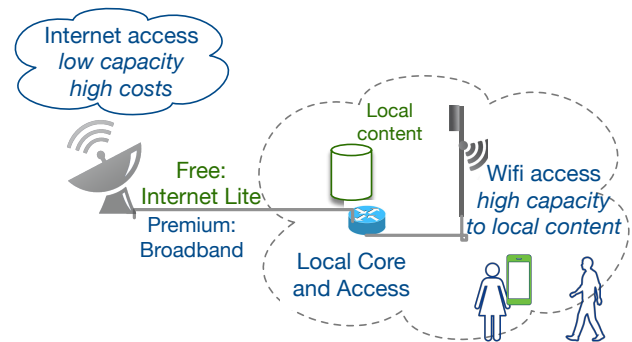 Internet access
low capacity
high costs
Local
content
Free:
Internet Lite
Premium:
Broadband
Wifi access
high capacity
to local content
Local Core
and Access